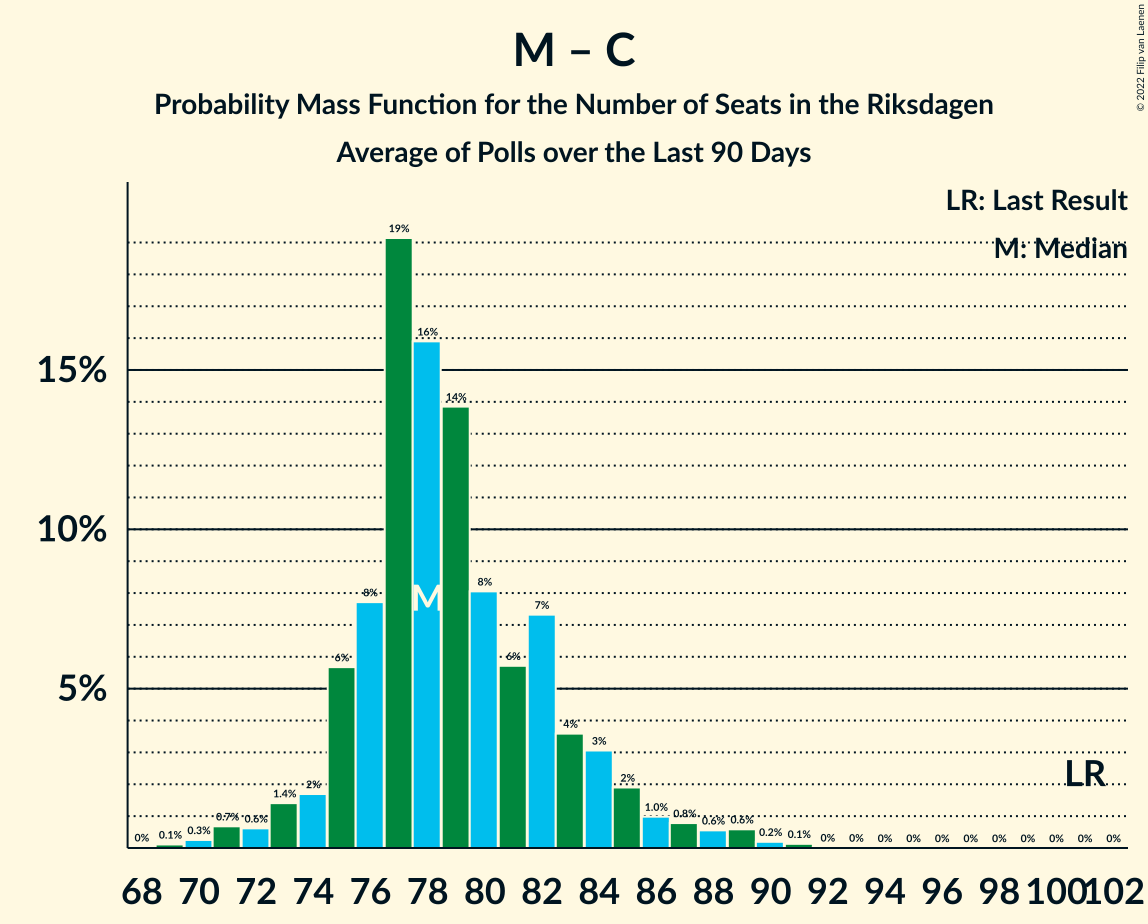 M – C
Probability Mass Function for the Number of Seats in the Riksdagen
Average of Polls over the Last 90 Days
© 2022 Filip van Laenen
LR: Last Result
M: Median
15%
10%
5%
0% 0.1% 0.3% 0.7% 0.6% 1.4% 2% 6% 8% 19% 16% 14% 8% 6% 7% 4% 3% 2% 1.0% 0.8% 0.6% 0.6% 0.2% 0.1% 0% 0% 0% 0% 0% 0% 0% 0% 0% 0% 0%
M
LR
68 70 72 74 76 78 80 82 84 86 88 90 92 94 96 98 100 102